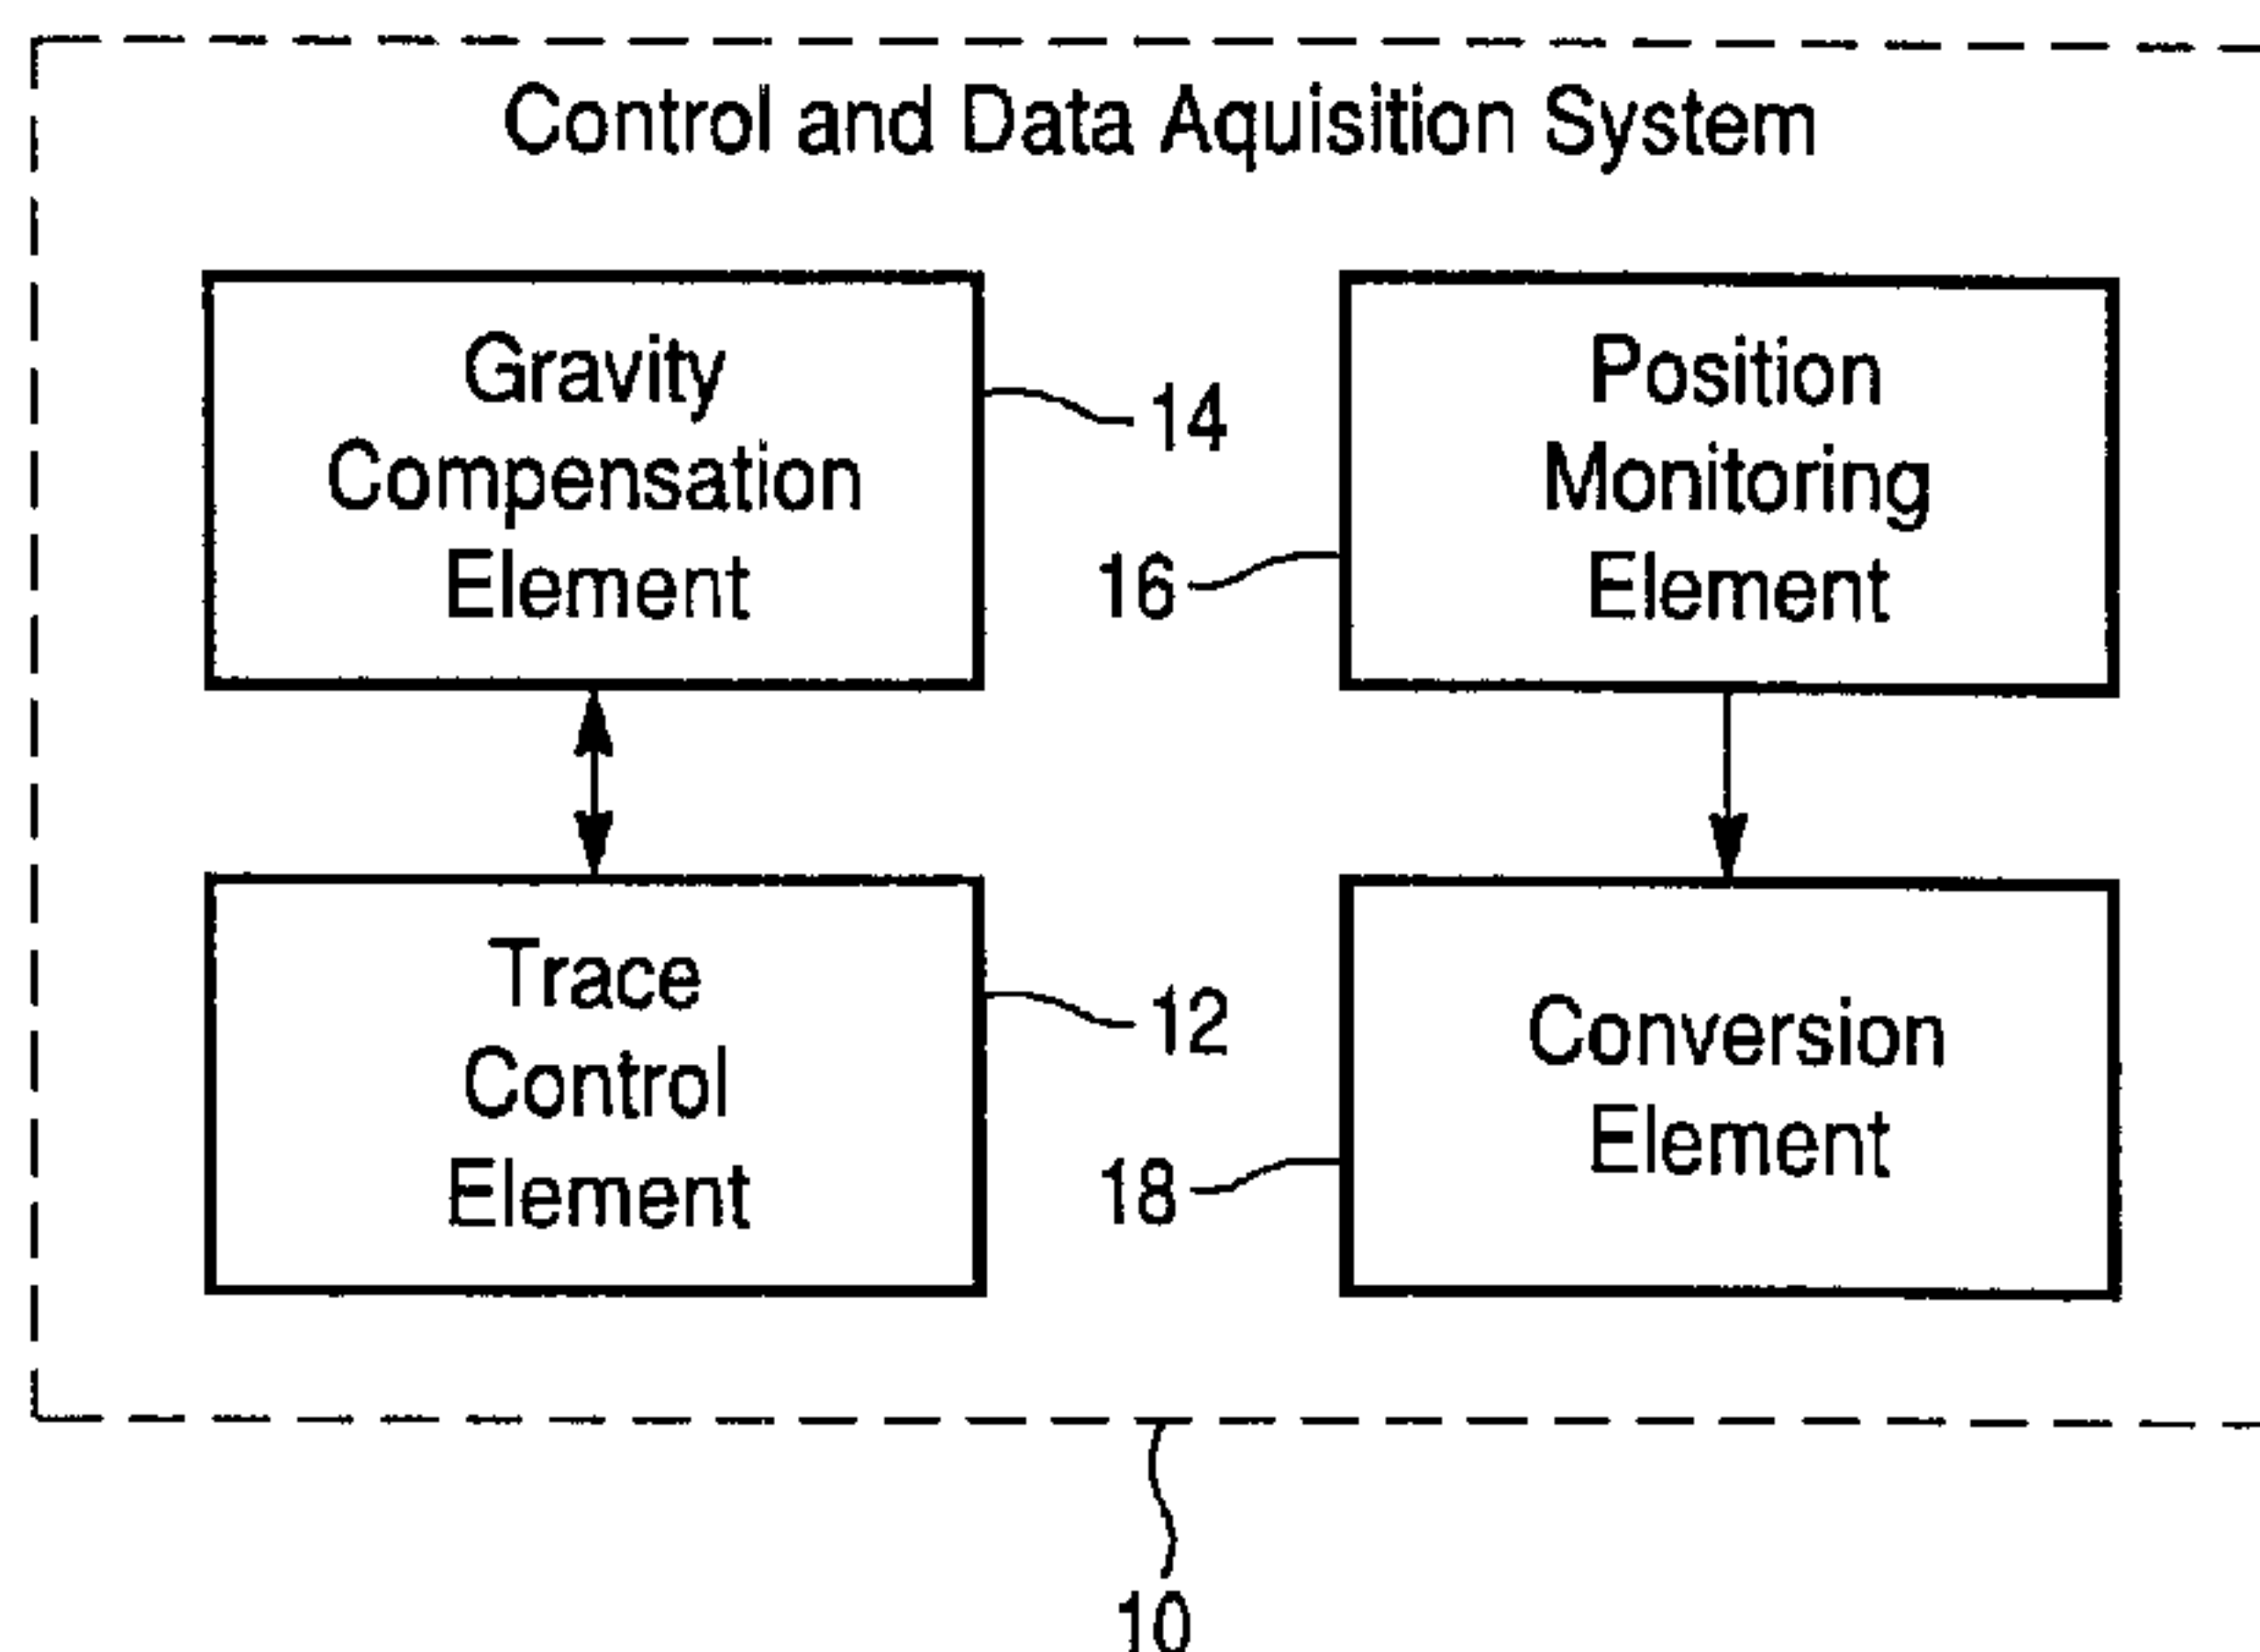 Control and Data Aquisition System
Gravity
Compensation
Element
14
Position
Monitoring
Element
16
Trace
Control
Element
12
Conversion
Element
18
10